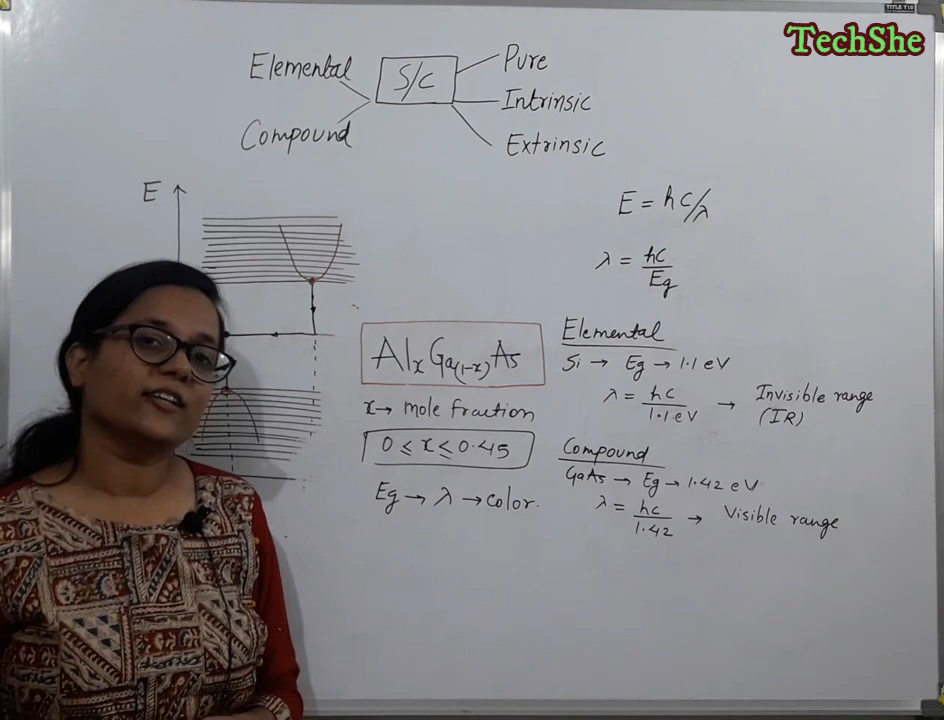 TITLE T10
TechShe
Elemental
Compound
S/C
Pure
Intrinsic
Extrinsic
E
E = hc/λ
λ = hc/Eg
AlxGa(1-x)As
x→ mole fraction
0 ≤ x ≤ 0.45
Eg → λ → color.
Elemental
Si → Eg → 1.1 eV
λ = hc/1.1 eV → Invisible range
(IR)
Compound
GaAs → Eg → 1.42 eV
λ = hc/1.42 → Visible range